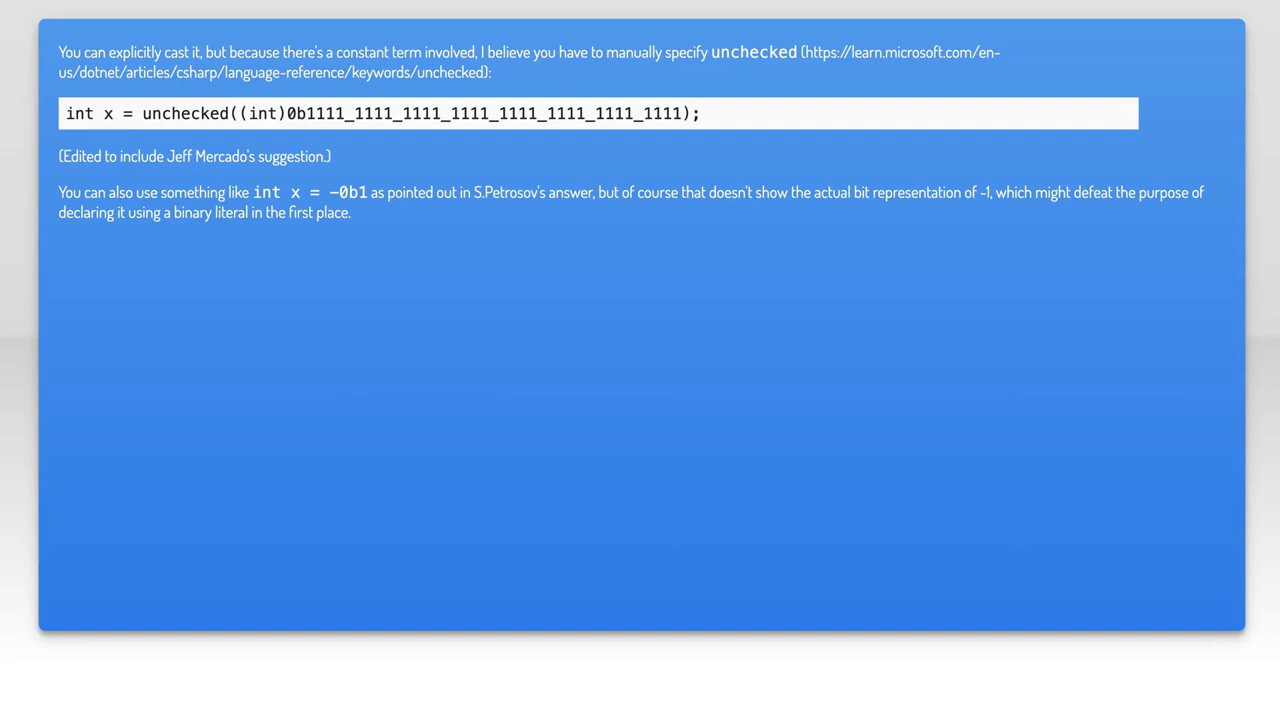 You can explicitly cast it, but because there's a constant term involved, I believe you have to manually specify unchecked (https://learn.microsoft.com/en-
us/dotnet/articles/csharp/language-reference/keywords/unchecked):
int x = unchecked((int)0b1111_1111_1111_1111_1111_1111_1111_1111);
(Edited to include Jeff Mercado's suggestion.)
You can also use something like int x = -0b1 as pointed out in S.Petrosov's answer, but of course that doesn't show the actual bit representation of -1, which might defeat the purpose of
declaring it using a binary literal in the first place.